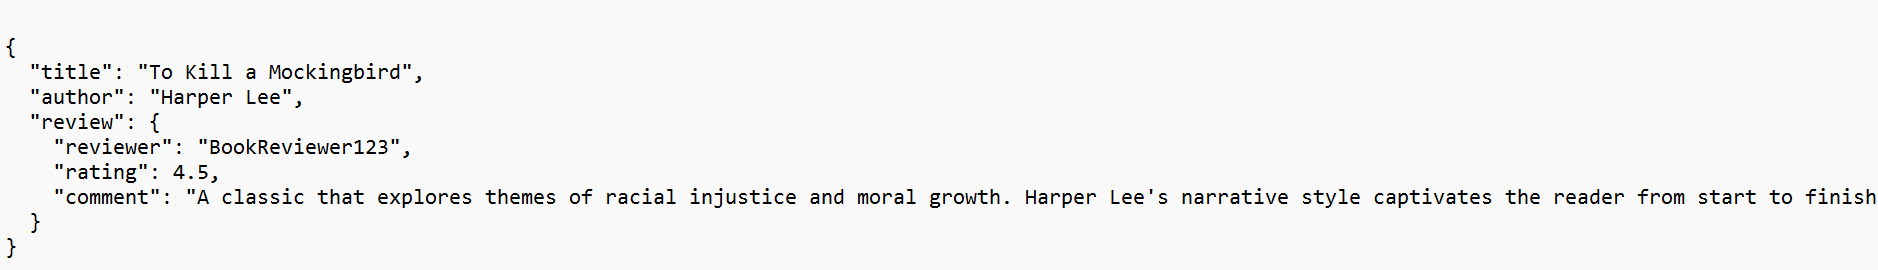 {
  "title": "To Kill a Mockingbird",
  "author": "Harper Lee",
  "review": {
    "reviewer": "BookReviewer123",
    "rating": 4.5,
    "comment": "A classic that explores themes of racial injustice and moral growth. Harper Lee's narrative style captivates the reader from start to finish
  }
}